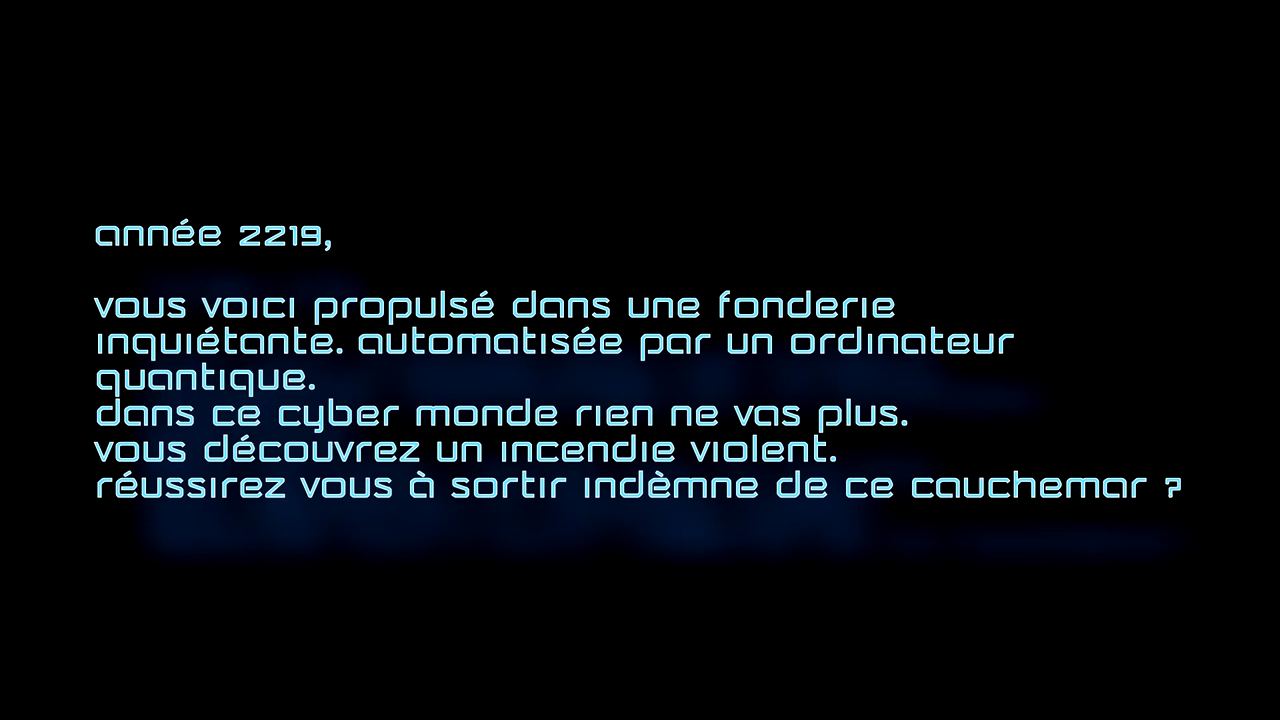 année 2219,
vous voici propulsé dans une fonderie
inquiétante. automatisée par un ordinateur
quantique.
dans ce cyber monde rien ne vas plus.
vous découvrez un incendie violent.
réussirez vous à sortir indèmne de ce cauchemar ?